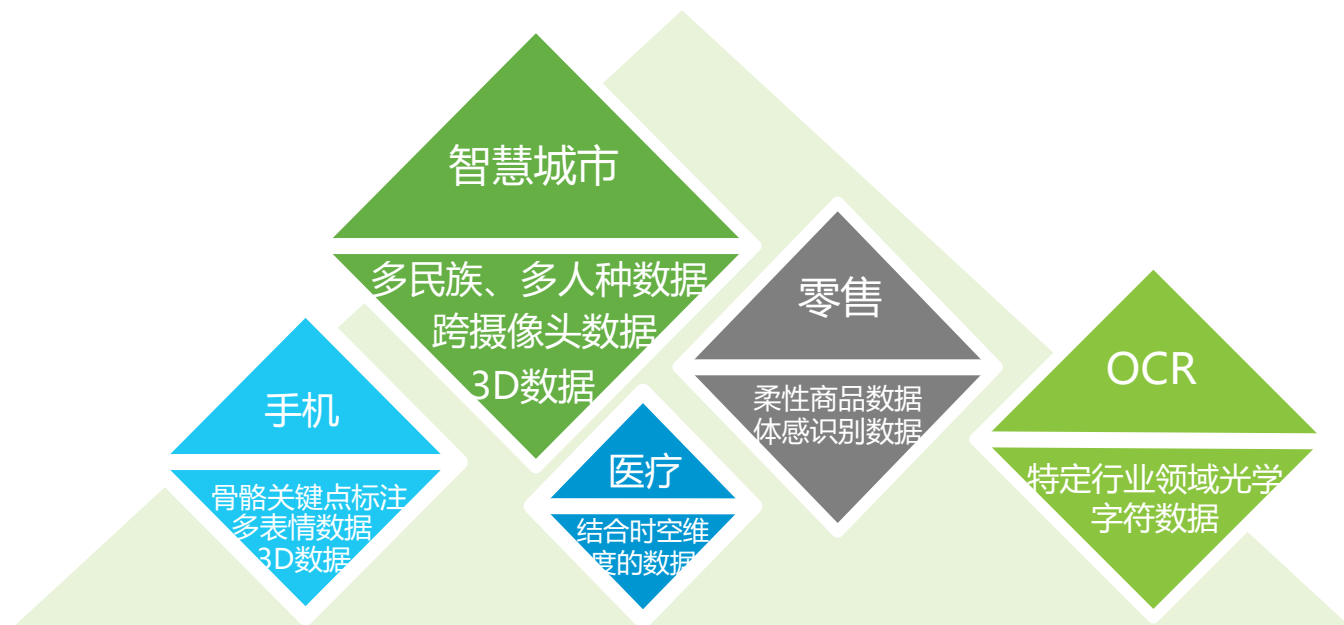 智慧城市
多民族、多人种数据
跨摄像头数据
3D数据
零售
柔性商品数据
体感识别数据
OCR
特定行业领域光学
字符数据
手机
骨骼关键点标注
多表情数据
3D数据
医疗
结合时空维
度的数据